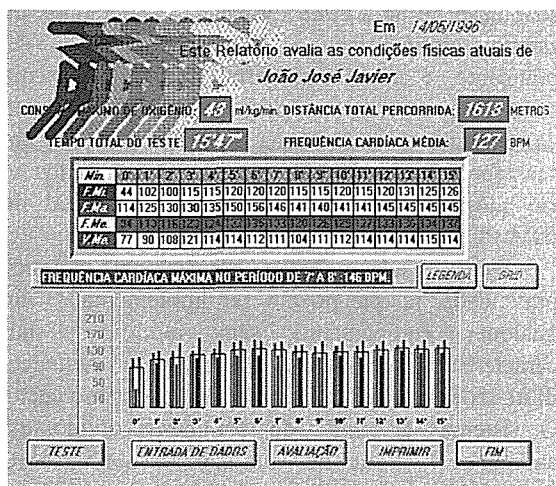 Em 14/05/1996
Este Relatório avalia as condições físicas atuais de
João José Javier
MÁXIMO DE OXIGÊNIO: 43 ml/kg/min. DISTÂNCIA TOTAL PERCORRIDA: 1613 METROS
TEMPO TOTAL DO TESTE: 15'47" FREQUÊNCIA CARDÍACA MÉDIA: 127 BPM
Min. 0' 1' 2' 3' 4' 5' 6' 7' 8' 9' 10' 11' 12' 13' 14' 15'
F.Mi. 44 102 100 115 115 120 120 120 115 115 120 115 120 131 125 126
F.Ma. 114 125 130 130 135 150 156 146 141 140 141 141 145 145 145 145
F.Me.
V.Me. 77 90 108 121 114 114 112 111 104 111 112 114 114 114 115 114
FREQUÊNCIA CARDÍACA MÁXIMA NO PERÍODO DE 7' A 8' -146 BPM.
LEGENDA
210
170
130
90
50
10
0' 1' 2' 3' 4' 5' 6' 7' 8' 9' 10' 11' 12' 13' 14' 15'
TESTE ENTRADA DE DADOS AVALIAÇÃO IMPRIMIR FIM